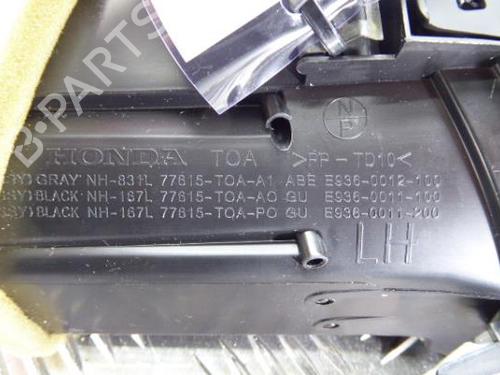 N
P
HONDA TOA >PP-TD10<
GRAY NH-831L 77615-TOA-A1 ABE E936-0012-100
BLACK NH-167L 77615-TOA-AO GU E936-0011-100
BLACK NH-167L 77615-TOA-PO GU E936-0011-200
LH
B-PARTS